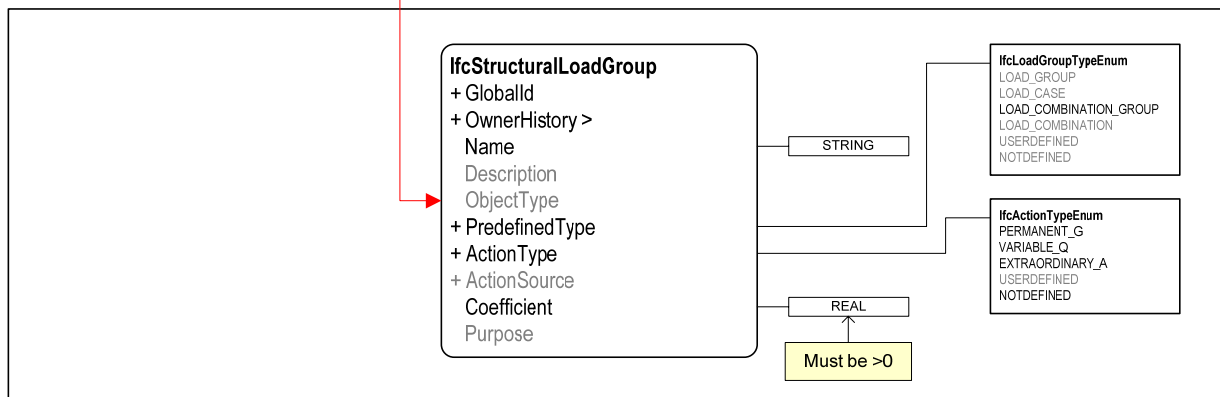 IfcStructuralLoadGroup
+ GlobalId
+ OwnerHistory >
Name
Description
ObjectType
+ PredefinedType
+ ActionType
+ ActionSource
Coefficient
Purpose
STRING
REAL
Must be >0
IfcLoadGroupTypeEnum
LOAD_GROUP
LOAD_CASE
LOAD_COMBINATION_GROUP
LOAD_COMBINATION
USERDEFINED
NOTDEFINED
IfcActionTypeEnum
PERMANENT_G
VARIABLE_Q
EXTRAORDINARY_A
USERDEFINED
NOTDEFINED